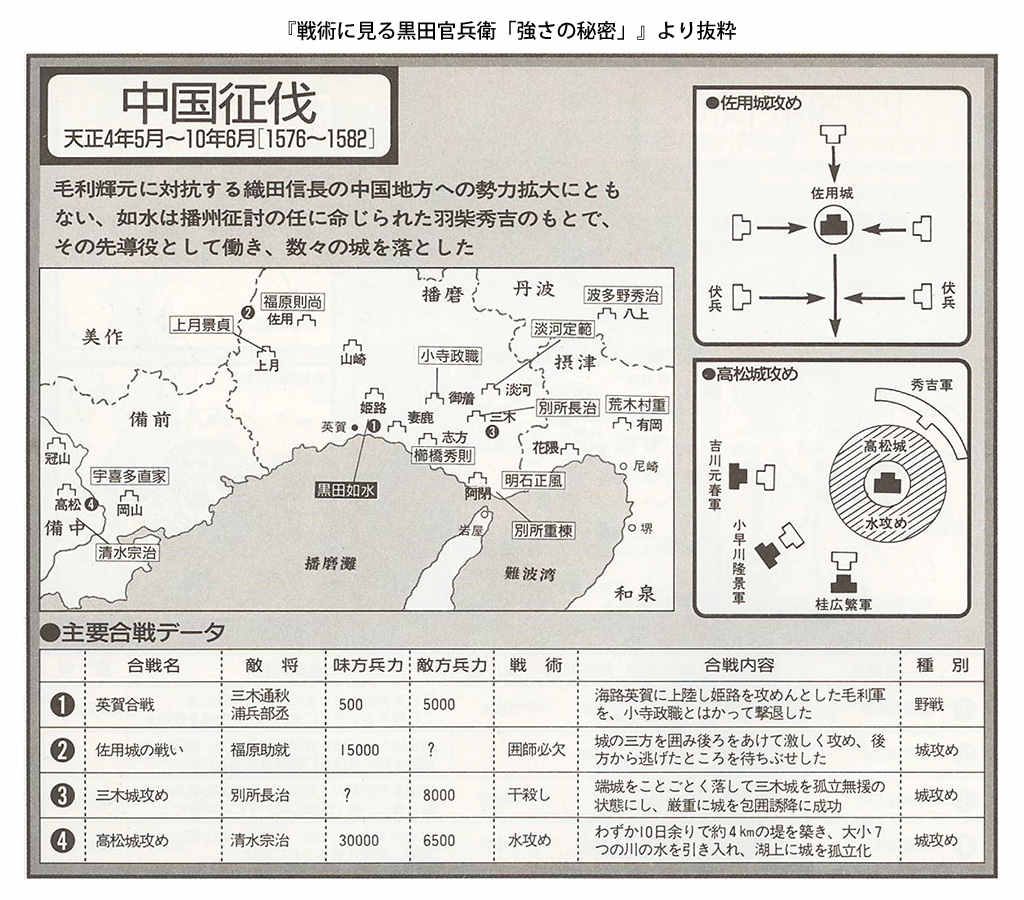 『戦術に見る黒田官兵衛「強さの秘密」』より抜粋
中国征伐
天正4年5月〜10年6月[1576〜1582]
毛利輝元に対抗する織田信長の中国地方への勢力拡大にとも
ない、如水は播州征討の任に命じられた羽柴秀吉のもとで、
その先導役として働き、数々の城を落とした
播磨
丹波
波多野秀治
八上
福原則尚
❷
佐用
上月景貞
上月
美作
山崎
淡河定範
摂津
小寺政職
御着
淡河
備前
姫路
❶
英賀
妻鹿
三木
❸
別所長治
荒木村重
有岡
志方
櫛橋秀則
花隈
尼崎
冠山
宇喜多直家
高松
❹
岡山
備中
清水宗治
黒田如水
阿閉
明石正風
岩屋
別所重棟
堺
播磨灘
難波湾
和泉
●佐用城攻め
佐用城
伏兵
伏兵
●高松城攻め
秀吉軍
高松城
水攻め
吉川元春軍
小早川隆景軍
桂広繁軍
●主要合戦データ
合戦名 敵将 味方兵力 敵方兵力 戦術 合戦内容 種別
❶ 英賀合戦 三木通秋 500 5000 海路英賀に上陸し姫路を攻めんとした毛利軍 野戦
浦兵部丞 を、小寺政職とはかって撃退した
❷ 佐用城の戦い 福原助就 15000 ? 囲師必欠 城の三方を囲み後ろをあけて激しく攻め、後 城攻め
方から逃げたところを待ちぶせした
❸ 三木城攻め 別所長治 ? 8000 干殺し 端城をことごとく落して三木城を孤立無援の 城攻め
状態にし、厳重に城を包囲誘降に成功
❹ 高松城攻め 清水宗治 30000 6500 水攻め わずか10日余りで約4kmの堤を築き、大小7 城攻め
つの川の水を引き入れ、湖上に城を孤立化